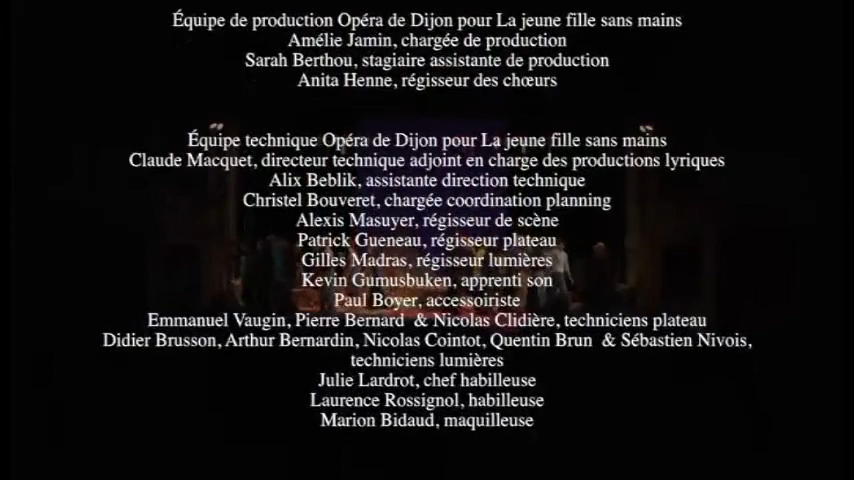 Équipe de production Opéra de Dijon pour La jeune fille sans mains
Amélie Jamin, chargée de production
Sarah Berthou, stagiaire assistante de production
Anita Henne, régisseur des chœurs
Équipe technique Opéra de Dijon pour La jeune fille sans mains
Claude Macquet, directeur technique adjoint en charge des productions lyriques
Alix Beblik, assistante direction technique
Christel Bouveret, chargée coordination planning
Alexis Masuyer, régisseur de scène
Patrick Gueneau, régisseur plateau
Gilles Madras, régisseur lumières
Kevin Gumusbuken, apprenti son
Paul Boyer, accessoiriste
Emmanuel Vaugin, Pierre Bernard & Nicolas Clidière, techniciens plateau
Didier Brusson, Arthur Bernardin, Nicolas Cointot, Quentin Brun & Sébastien Nivois,
techniciens lumières
Julie Lardrot, chef habilleuse
Laurence Rossignol, habilleuse
Marion Bidaud, maquilleuse